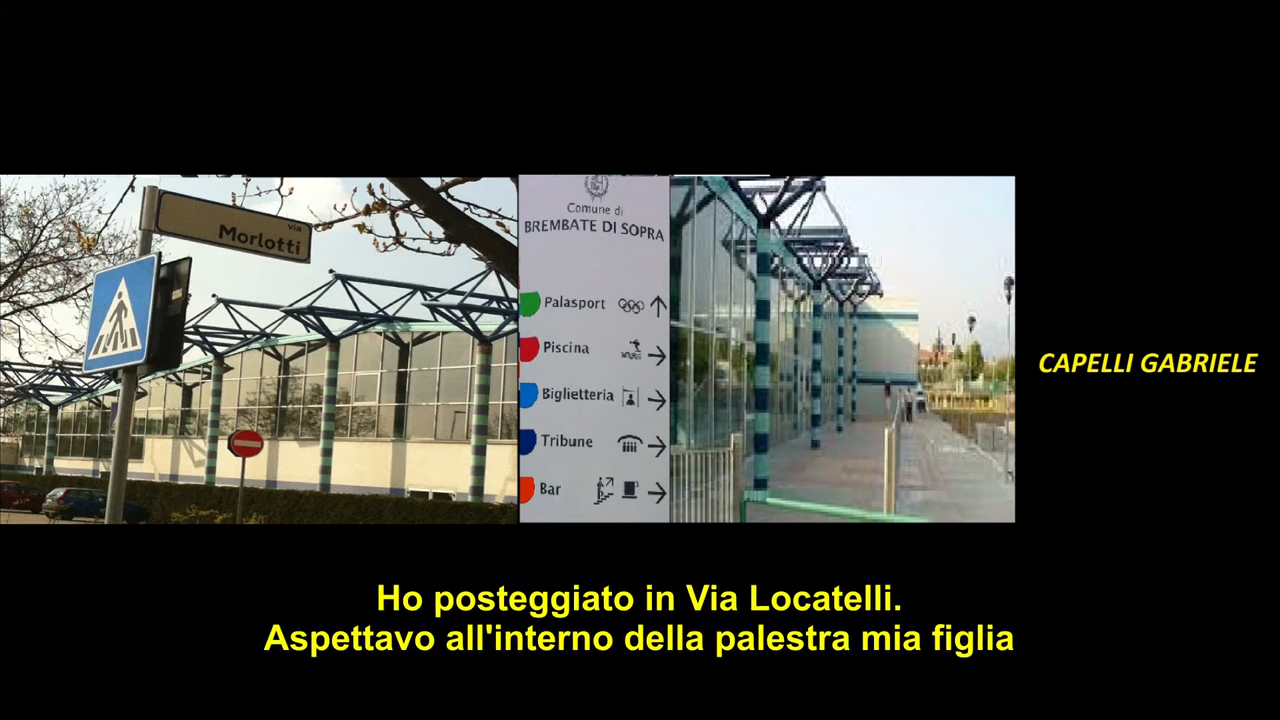 via
Morlotti
Comune di
BREMBATE DI SOPRA
Palasport
Piscina
Biglietteria
Tribune
Bar
CAPELLI GABRIELE
Ho posteggiato in Via Locatelli.
Aspettavo all'interno della palestra mia figlia